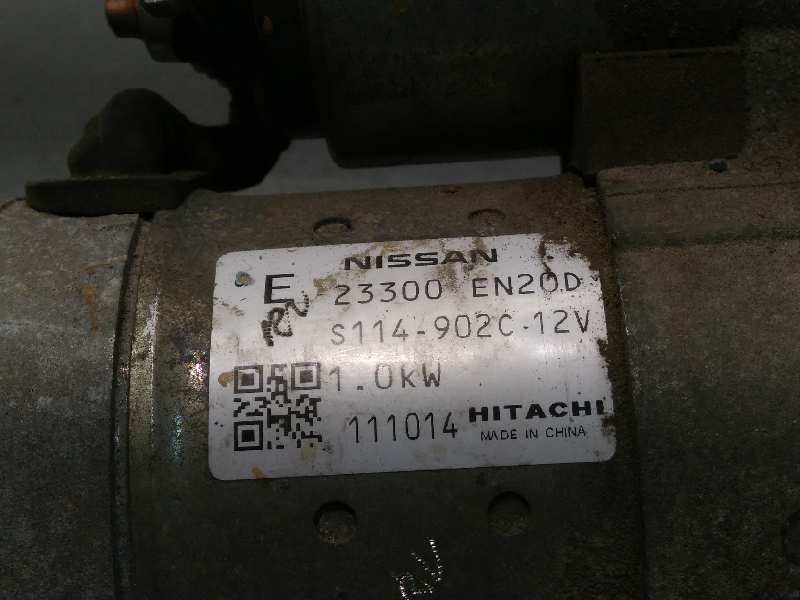 NISSAN
E 23300 EN20D
S114-902C-12V
1.0kW
111014 HITACHI
MADE IN CHINA